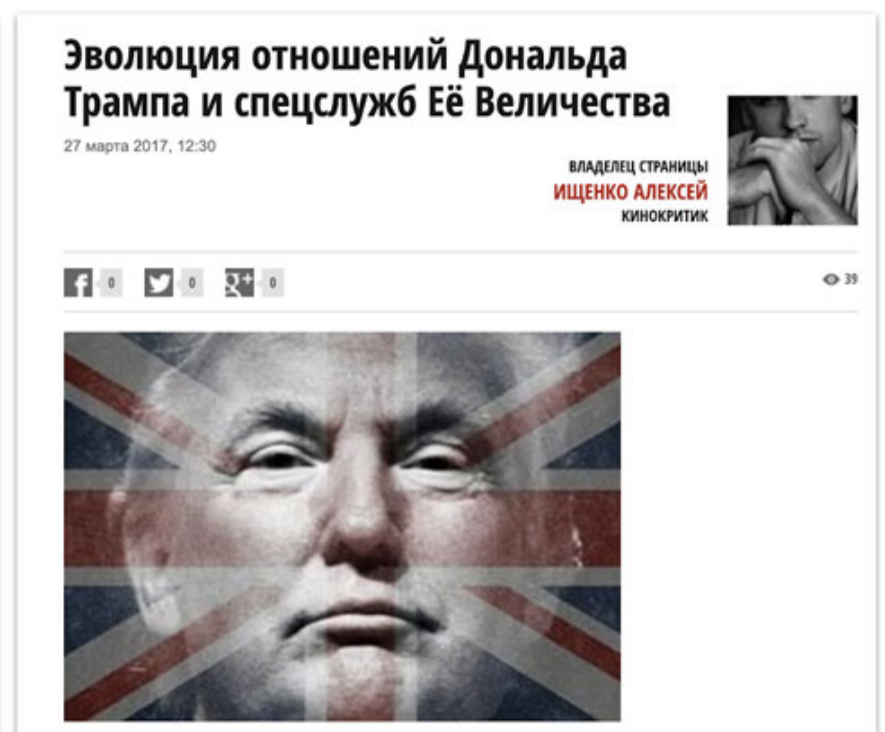 Эволюция отношений Дональда
Трампа и спецслужб Её Величества
27 марта 2017, 12:30
ВЛАДЕЛЕЦ СТРАНИЦЫ
ИЩЕНКО АЛЕКСЕЙ
КИНОКРИТИК
f 0 0 g+ 0
39